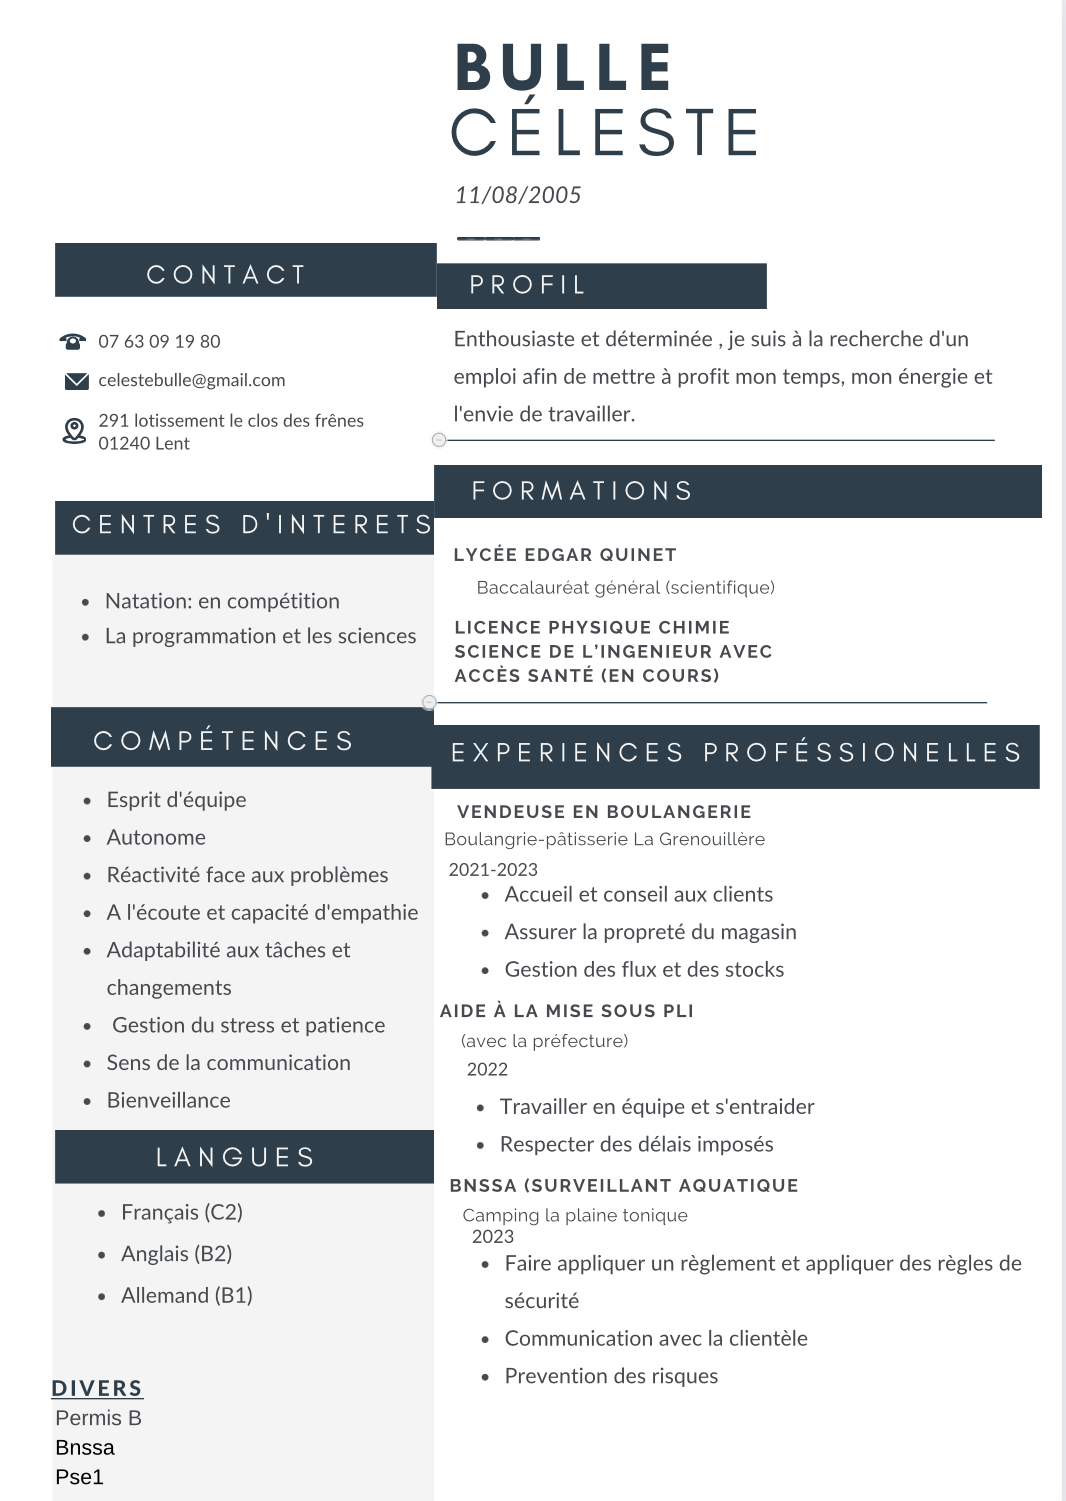 BULLE
CÉLESTE
11/08/2005
CONTACT
07 63 09 19 80
celestebulle@gmail.com
291 lotissement le clos des frênes
01240 Lent
CENTRES D'INTERETS
Natation: en compétition
La programmation et les sciences
COMPÉTENCES
Esprit d'équipe
Autonome
Réactivité face aux problèmes
A l'écoute et capacité d'empathie
Adaptabilité aux tâches et
changements
Gestion du stress et patience
Sens de la communication
Bienveillance
LANGUES
Français (C2)
Anglais (B2)
Allemand (B1)
DIVERS
Permis B
Bnssa
Pse1
PROFIL
Enthousiaste et déterminée , je suis à la recherche d'un
emploi afin de mettre à profit mon temps, mon énergie et
l'envie de travailler.
FORMATIONS
LYCÉE EDGAR QUINET
Baccalauréat général (scientifique)
LICENCE PHYSIQUE CHIMIE
SCIENCE DE L’INGENIEUR AVEC
ACCÈS SANTÉ (EN COURS)
EXPERIENCES PROFÉSSIONELLES
VENDEUSE EN BOULANGERIE
Boulangrie-pâtisserie La Grenouillère
2021-2023
Accueil et conseil aux clients
Assurer la propreté du magasin
Gestion des flux et des stocks
AIDE À LA MISE SOUS PLI
(avec la préfecture)
2022
Travailler en équipe et s'entraider
Respecter des délais imposés
BNSSA (SURVEILLANT AQUATIQUE
Camping la plaine tonique
2023
Faire appliquer un règlement et appliquer des règles de
sécurité
Communication avec la clientèle
Prevention des risques